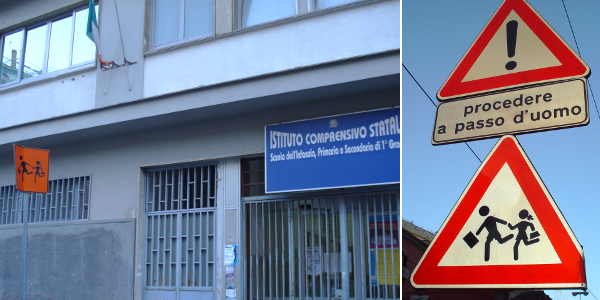 ISTITUTO COMPRENSIVO STATAL
Scuola dell'Infanzia, Primaria e Secondaria di 1° Gra
!
procedere
a passo d'uomo